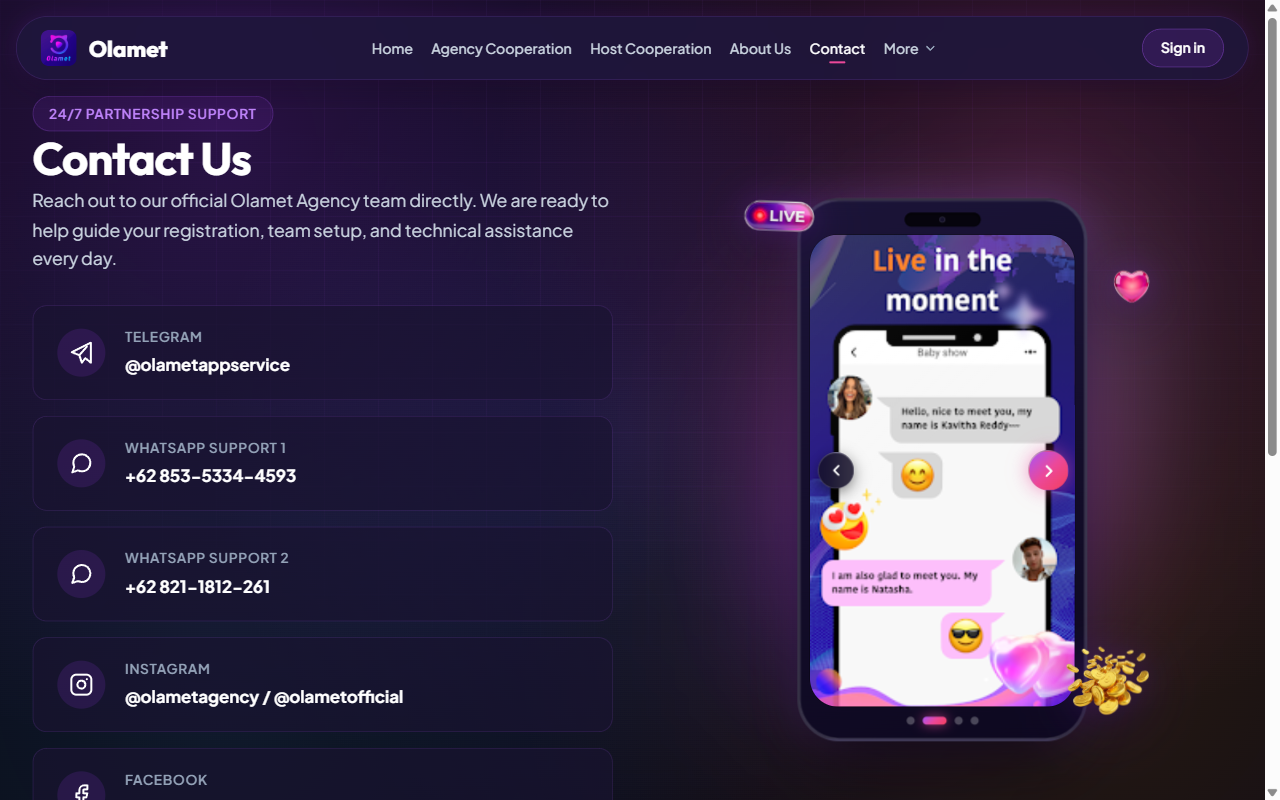 Olamet
Olamet
Home
Agency Cooperation
Host Cooperation
About Us
Contact
More
Sign in
24/7 PARTNERSHIP SUPPORT
Contact Us
Reach out to our official Olamet Agency team directly. We are ready to
help guide your registration, team setup, and technical assistance
every day.
TELEGRAM
@olametappservice
WHATSAPP SUPPORT 1
+62 853-5334-4593
WHATSAPP SUPPORT 2
+62 821-1812-261
INSTAGRAM
@olametagency / @olametofficial
FACEBOOK
LIVE
Live in the
moment
Baby show
Hello, nice to meet you, my
name is Kavitha Reddy—
I am also glad to meet you. My
name is Natasha.